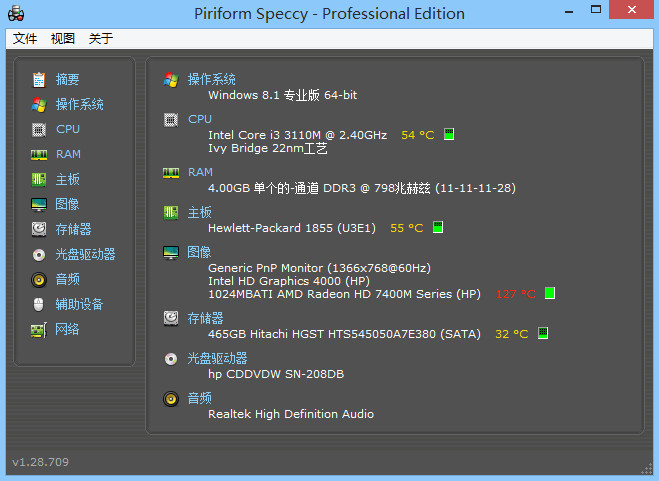 Piriform Speccy - Professional Edition
文件 视图 关于
摘要
操作系统
CPU
RAM
主板
图像
存储器
光盘驱动器
音频
辅助设备
网络
操作系统
Windows 8.1 专业版 64-bit
CPU
Intel Core i3 3110M @ 2.40GHz 54 °C
Ivy Bridge 22nm工艺
RAM
4.00GB 单个的-通道 DDR3 @ 798兆赫兹 (11-11-11-28)
主板
Hewlett-Packard 1855 (U3E1) 55 °C
图像
Generic PnP Monitor (1366x768@60Hz)
Intel HD Graphics 4000 (HP)
1024MBATI AMD Radeon HD 7400M Series (HP) 127 °C
存储器
465GB Hitachi HGST HTS545050A7E380 (SATA) 32 °C
光盘驱动器
hp CDDVDW SN-208DB
音频
Realtek High Definition Audio
v1.28.709